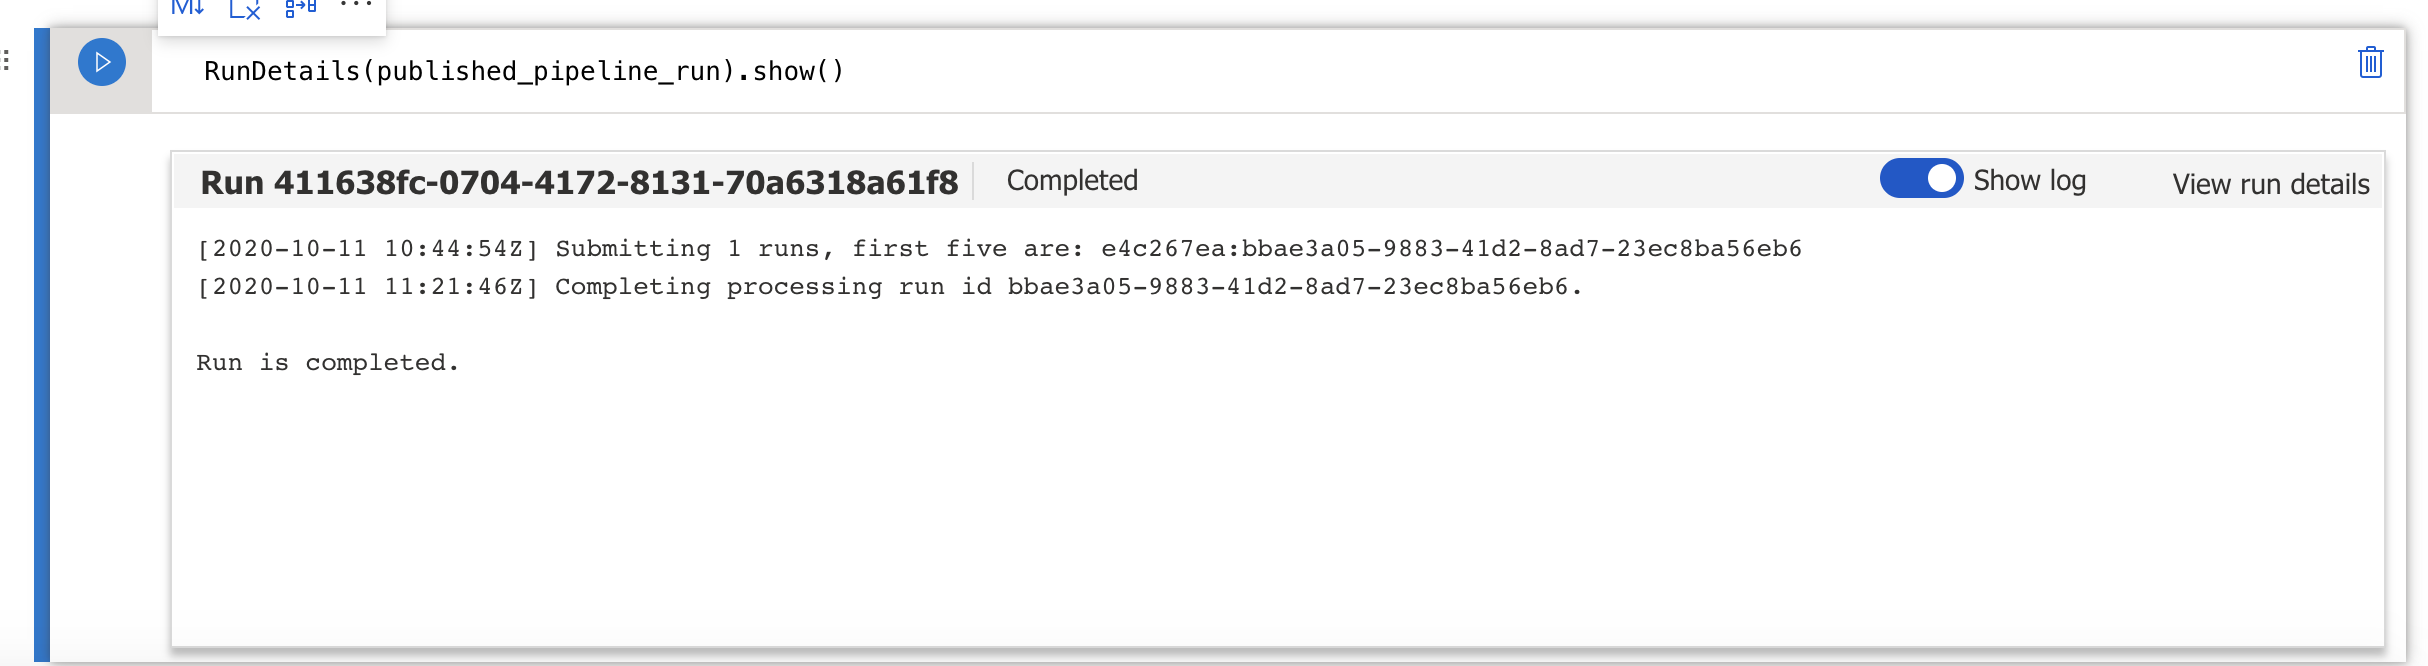 RunDetails(published_pipeline_run).show()
Run 411638fc-0704-4172-8131-70a6318a61f8 Completed Show log View run details
[2020-10-11 10:44:54Z] Submitting 1 runs, first five are: e4c267ea:bbae3a05-9883-41d2-8ad7-23ec8ba56eb6
[2020-10-11 11:21:46Z] Completing processing run id bbae3a05-9883-41d2-8ad7-23ec8ba56eb6.
Run is completed.